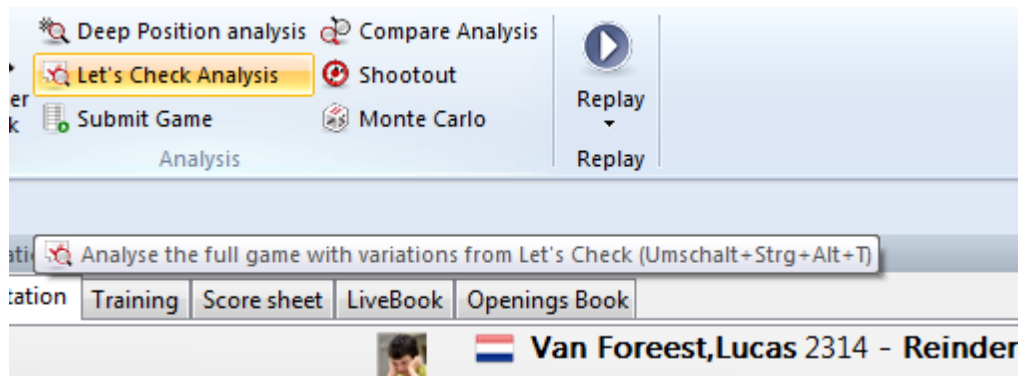 Deep Position analysis Compare Analysis
Let's Check Analysis Shootout
er Replay
k Submit Game Monte Carlo
Analysis Replay
Analyse the full game with variations from Let's Check (Umschalt+Strg+Alt+T)
tation Training Score sheet LiveBook Openings Book
Van Foreest,Lucas 2314 - Reinder